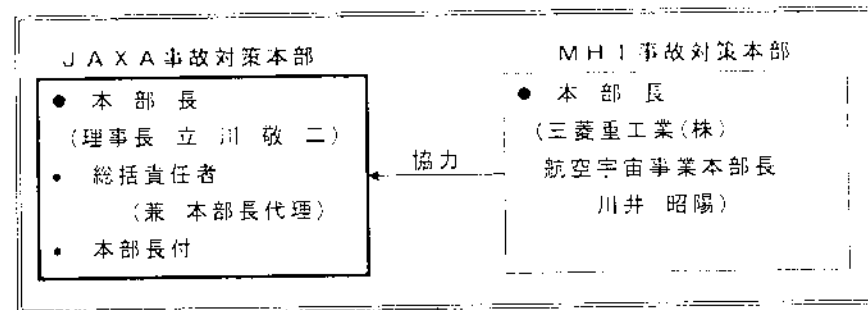 JAXA事故対策本部
● 本部長
(理事長 立川 敬二)
• 総括責任者
(兼 本部長代理)
• 本部長付
協力
MHI事故対策本部
● 本部長
(三菱重工業(株)
航空宇宙事業本部長
川井 昭陽)